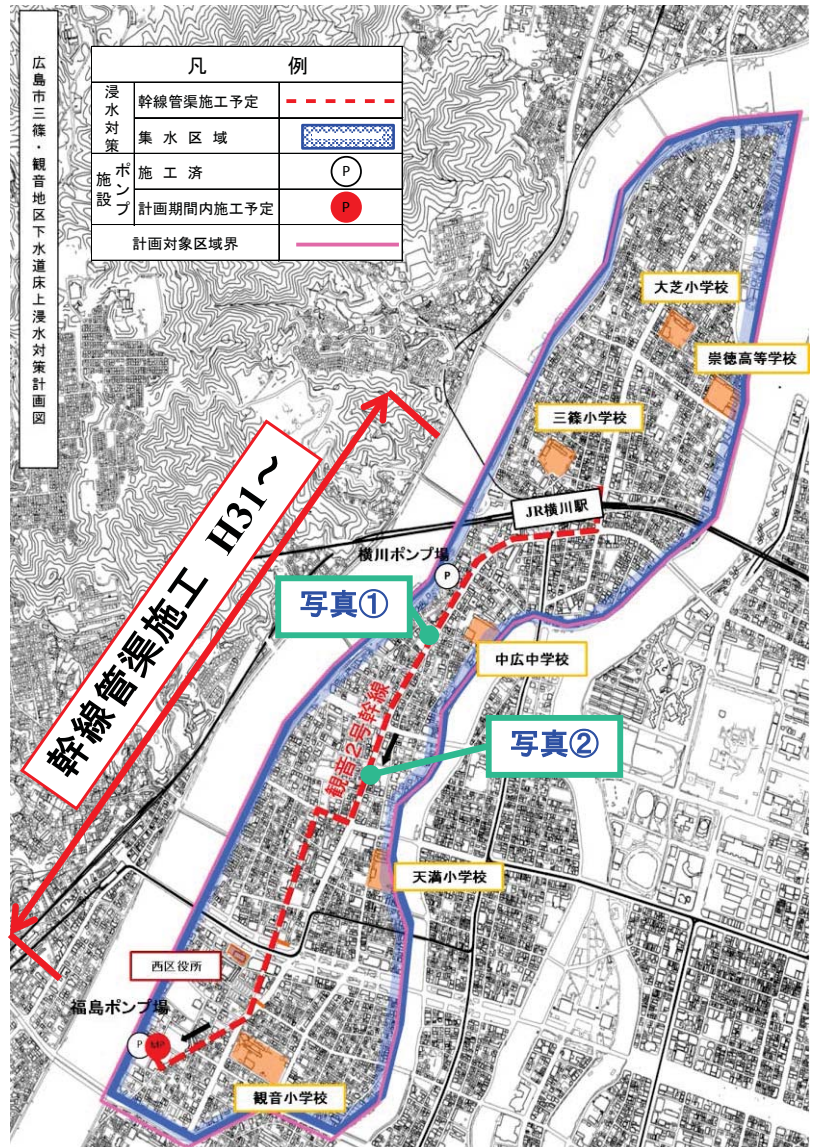 広島市三篠・観音地区下水道床上浸水対策計画図
凡 例
浸水対策
幹線管渠施工予定
集水区域
ポンプ施設
施工済
P
計画期間内施工予定
P
計画対象区域界
大芝小学校
崇徳高等学校
三篠小学校
JR横川駅
横川ポンプ場
P
幹線管渠施工 H31～
写真①
中広中学校
観音2号幹線
写真②
天満小学校
西区役所
福島ポンプ場
P
MP
観音小学校